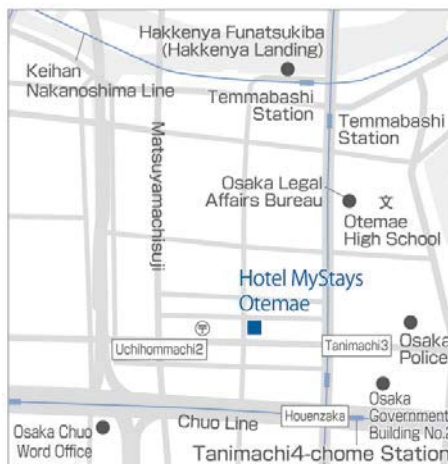 Hakkenya Funatsukiba
(Hakkenya Landing)
Keihan
Nakanoshima Line
Temmabashi
Station
Temmabashi
Station
Matsuyamachisuji
Osaka Legal
Affairs Bureau
文
Otemae
High School
Hotel MyStays
Otemae
〒
Uchihommachi2
Tanimachi3
Osaka
Police
Osaka
Government
Building No.2
Houenzaka
Chuo Line
Osaka Chuo
Word Office
Tanimachi4-chome Station